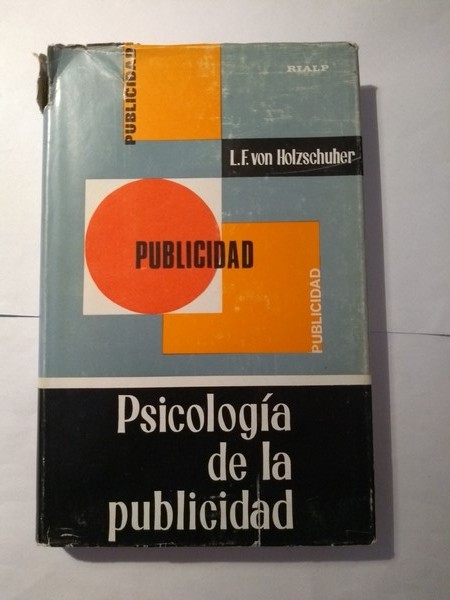 PUBLICIDAD
RIALP
L.F. von Holzschuher
PUBLICIDAD
PUBLICIDAD
Psicología
de la
publicidad